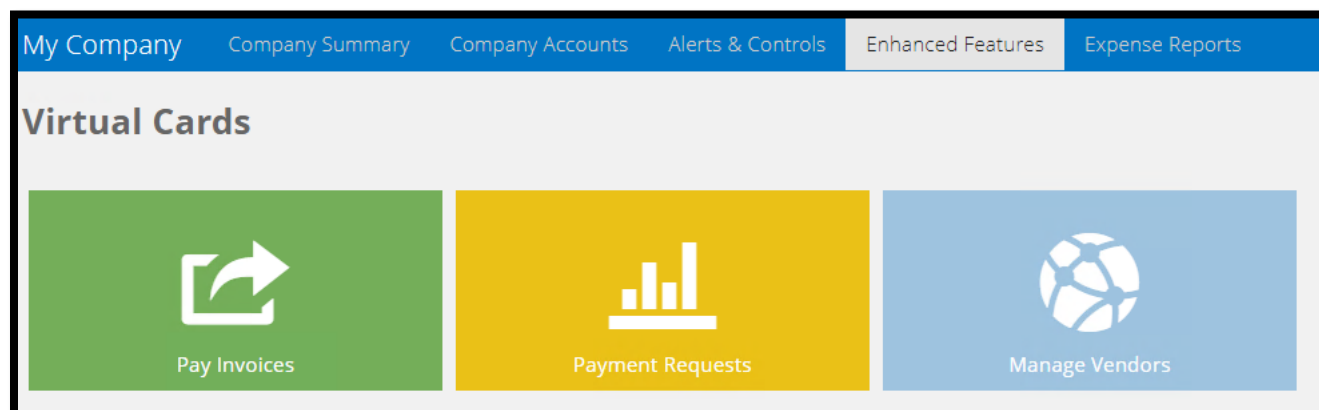 My Company Company Summary Company Accounts Alerts & Controls Enhanced Features Expense Reports
Virtual Cards
Pay Invoices Payment Requests Manage Vendors